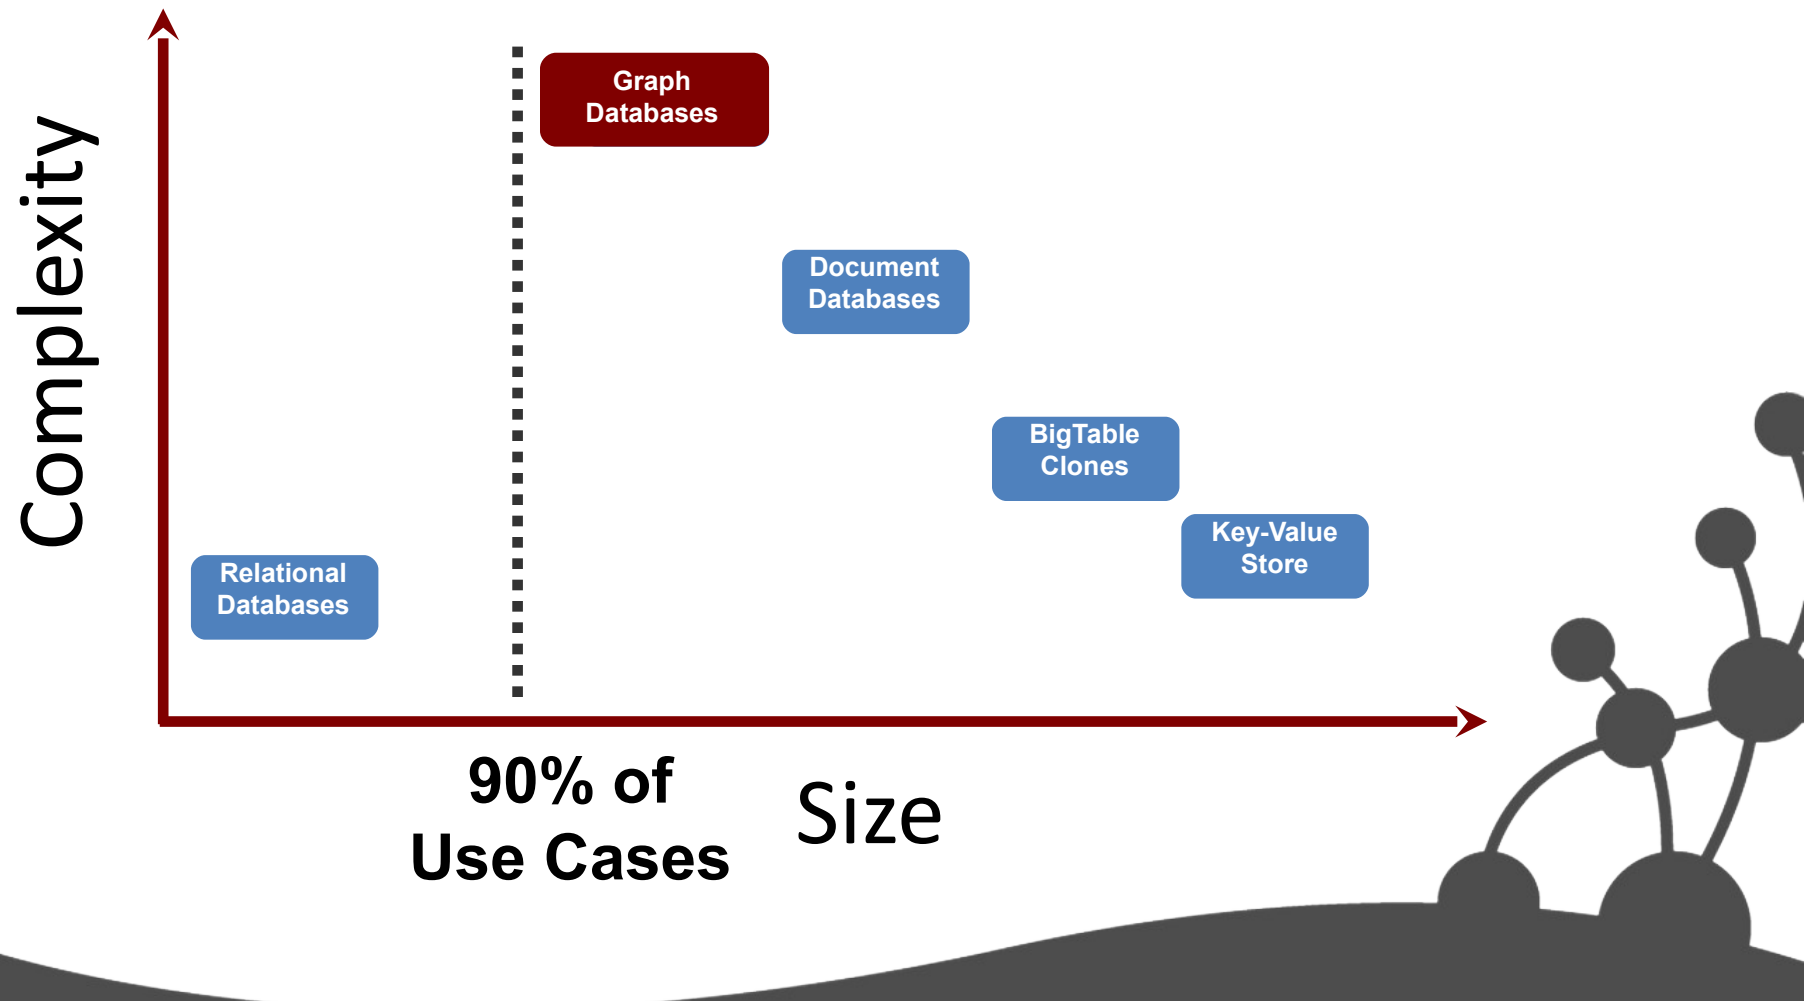 Complexity
Graph
Databases
Document
Databases
BigTable
Clones
Key-Value
Store
Relational
Databases
90% of
Use Cases
Size